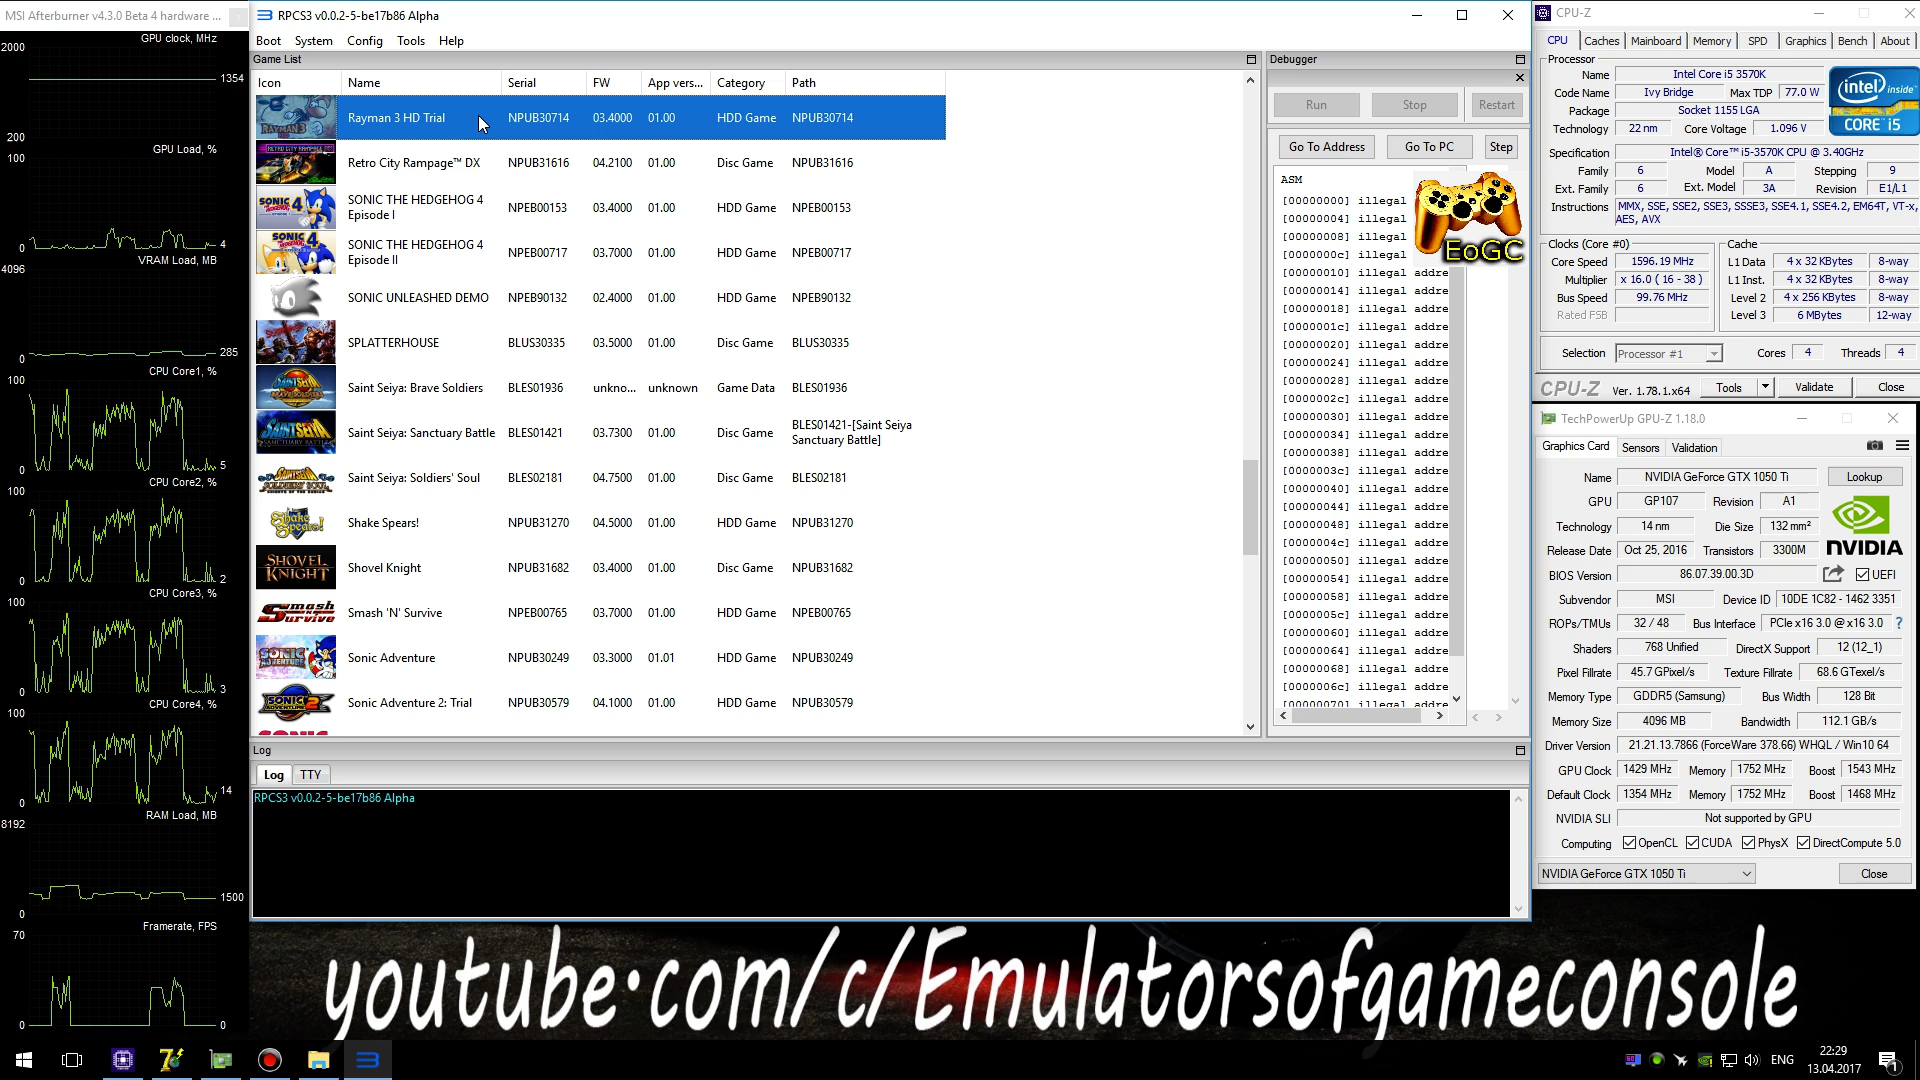 MSI Afterburner v4.3.0 Beta 4 hardware ...
GPU clock, MHz
2000
1354
200
GPU Load, %
100
4
0
VRAM Load, MB
4096
285
0
CPU Core1, %
100
5
0
CPU Core2, %
100
2
0
CPU Core3, %
100
3
0
CPU Core4, %
100
14
0
RAM Load, MB
8192
1500
0
Framerate, FPS
70
0
0
RPCS3 v0.0.2-5-be17b86 Alpha
Boot System Config Tools Help
Game List
Icon Name Serial FW App vers... Category Path
Rayman 3 HD Trial NPUB30714 03.4000 01.00 HDD Game NPUB30714
Retro City Rampage™ DX NPUB31616 04.2100 01.00 Disc Game NPUB31616
SONIC THE HEDGEHOG 4 Episode I NPEB00153 03.4000 01.00 HDD Game NPEB00153
SONIC THE HEDGEHOG 4 Episode II NPEB00717 03.7000 01.00 HDD Game NPEB00717
SONIC UNLEASHED DEMO NPEB90132 02.4000 01.00 HDD Game NPEB90132
SPLATTERHOUSE BLUS30335 03.5000 01.00 Disc Game BLUS30335
Saint Seiya: Brave Soldiers BLES01936 unkno... unknown Game Data BLES01936
Saint Seiya: Sanctuary Battle BLES01421 03.7300 01.00 Disc Game BLES01421-[Saint Seiya Sanctuary Battle]
Saint Seiya: Soldiers' Soul BLES02181 04.7500 01.00 Disc Game BLES02181
Shake Spears! NPUB31270 04.5000 01.00 HDD Game NPUB31270
SHOVEL KNIGHT Shovel Knight NPUB31682 03.4000 01.00 Disc Game NPUB31682
Smash 'N' Survive NPEB00765 03.7000 01.00 HDD Game NPEB00765
Sonic Adventure NPUB30249 03.3000 01.01 HDD Game NPUB30249
Sonic Adventure 2: Trial NPUB30579 04.1000 01.00 HDD Game NPUB30579
Debugger
Run Stop Restart
Go To Address Go To PC Step
ASM
[00000000] illegal
[00000004] illegal
[00000008] illegal
[0000000c] illegal
[00000010] illegal addre
[00000014] illegal addre
[00000018] illegal addre
[0000001c] illegal addre
[00000020] illegal addre
[00000024] illegal addre
[00000028] illegal addre
[0000002c] illegal addre
[00000030] illegal addre
[00000034] illegal addre
[00000038] illegal addre
[0000003c] illegal addre
[00000040] illegal addre
[00000044] illegal addre
[00000048] illegal addre
[0000004c] illegal addre
[00000050] illegal addre
[00000054] illegal addre
[00000058] illegal addre
[0000005c] illegal addre
[00000060] illegal addre
[00000064] illegal addre
[00000068] illegal addre
[0000006c] illegal addre
[00000070] illegal addre
EoGC
Log
Log TTY
RPCS3 v0.0.2-5-be17b86 Alpha
CPU-Z
CPU Caches Mainboard Memory SPD Graphics Bench About
Processor
Name Intel Core i5 3570K
Code Name Ivy Bridge Max TDP 77.0 W
Package Socket 1155 LGA
Technology 22 nm Core Voltage 1.096 V
intel inside
CORE i5
Specification Intel® Core™ i5-3570K CPU @ 3.40GHz
Family 6 Model A Stepping 9
Ext. Family 6 Ext. Model 3A Revision E1/L1
Instructions MMX, SSE, SSE2, SSE3, SSSE3, SSE4.1, SSE4.2, EM64T, VT-x, AES, AVX
Clocks (Core #0) Cache
Core Speed 1596.19 MHz L1 Data 4 x 32 KBytes 8-way
Multiplier x 16.0 ( 16 - 38 ) L1 Inst. 4 x 32 KBytes 8-way
Bus Speed 99.76 MHz Level 2 4 x 256 KBytes 8-way
Rated FSB Level 3 6 MBytes 12-way
Selection Processor #1 Cores 4 Threads 4
CPU-Z Ver. 1.78.1.x64 Tools Validate Close
TechPowerUp GPU-Z 1.18.0
Graphics Card Sensors Validation
Name NVIDIA GeForce GTX 1050 Ti Lookup
GPU GP107 Revision A1
Technology 14 nm Die Size 132 mm²
Release Date Oct 25, 2016 Transistors 3300M
NVIDIA
BIOS Version 86.07.39.00.3D UEFI
Subvendor MSI Device ID 10DE 1C82 - 1462 3351
ROPs/TMUs 32 / 48 Bus Interface PCIe x16 3.0 @ x16 3.0 ?
Shaders 768 Unified DirectX Support 12 (12_1)
Pixel Fillrate 45.7 GPixel/s Texture Fillrate 68.6 GTexel/s
Memory Type GDDR5 (Samsung) Bus Width 128 Bit
Memory Size 4096 MB Bandwidth 112.1 GB/s
Driver Version 21.21.13.7866 (ForceWare 378.66) WHQL / Win10 64
GPU Clock 1429 MHz Memory 1752 MHz Boost 1543 MHz
Default Clock 1354 MHz Memory 1752 MHz Boost 1468 MHz
NVIDIA SLI Not supported by GPU
Computing OpenCL CUDA PhysX DirectCompute 5.0
NVIDIA GeForce GTX 1050 Ti Close
youtube.com/c/Emulatorsofgameconsole
ENG
22:29
13.04.2017
1